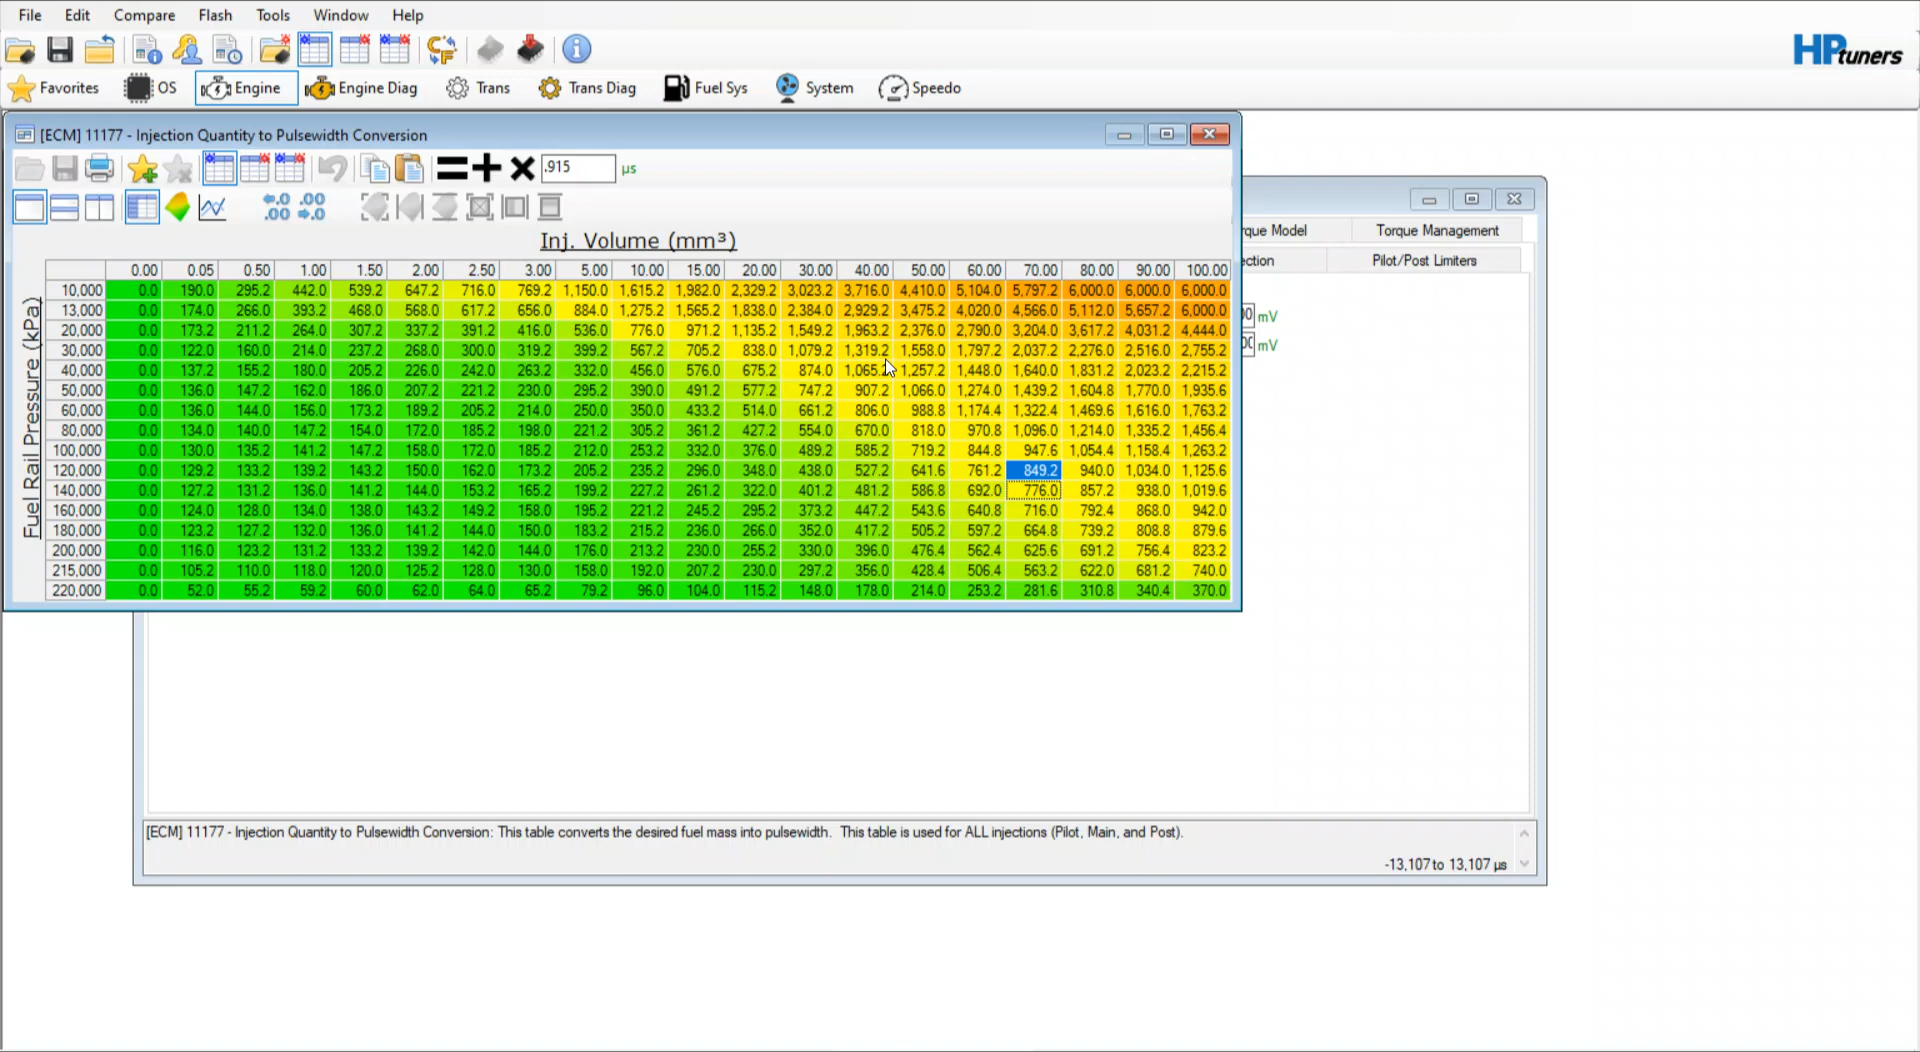 File Edit Compare Flash Tools Window Help
HPtuners
Favorites OS Engine Engine Diag Trans Trans Diag Fuel Sys System Speedo
[ECM] 11177 - Injection Quantity to Pulsewidth Conversion
.915 µs
Inj. Volume (mm³)
Fuel Rail Pressure (kPa)
0.00 0.05 0.50 1.00 1.50 2.00 2.50 3.00 5.00 10.00 15.00 20.00 30.00 40.00 50.00 60.00 70.00 80.00 90.00 100.00
10,000 0.0 190.0 295.2 442.0 539.2 647.2 716.0 769.2 1,150.0 1,615.2 1,982.0 2,329.2 3,023.2 3,716.0 4,410.0 5,104.0 5,797.2 6,000.0 6,000.0 6,000.0
13,000 0.0 174.0 266.0 393.2 468.0 568.0 617.2 656.0 884.0 1,275.2 1,565.2 1,838.0 2,384.0 2,929.2 3,475.2 4,020.0 4,566.0 5,112.0 5,657.2 6,000.0
20,000 0.0 173.2 211.2 264.0 307.2 337.2 391.2 416.0 536.0 776.0 971.2 1,135.2 1,549.2 1,963.2 2,376.0 2,790.0 3,204.0 3,617.2 4,031.2 4,444.0
30,000 0.0 122.0 160.0 214.0 237.2 268.0 300.0 319.2 399.2 567.2 705.2 838.0 1,079.2 1,319.2 1,558.0 1,797.2 2,037.2 2,276.0 2,516.0 2,755.2
40,000 0.0 137.2 155.2 180.0 205.2 226.0 242.0 263.2 332.0 456.0 576.0 675.2 874.0 1,065.2 1,257.2 1,448.0 1,640.0 1,831.2 2,023.2 2,215.2
50,000 0.0 136.0 147.2 162.0 186.0 207.2 221.2 230.0 295.2 390.0 491.2 577.2 747.2 907.2 1,066.0 1,274.0 1,439.2 1,604.8 1,770.0 1,935.6
60,000 0.0 136.0 144.0 156.0 173.2 189.2 205.2 214.0 250.0 350.0 433.2 514.0 661.2 806.0 988.8 1,174.4 1,322.4 1,469.6 1,616.0 1,763.2
80,000 0.0 134.0 140.0 147.2 154.0 172.0 185.2 198.0 221.2 305.2 361.2 427.2 554.0 670.0 818.0 970.8 1,096.0 1,214.0 1,335.2 1,456.4
100,000 0.0 130.0 135.2 141.2 147.2 158.0 172.0 185.2 212.0 253.2 332.0 376.0 489.2 585.2 719.2 844.8 947.6 1,054.4 1,158.4 1,263.2
120,000 0.0 129.2 133.2 139.2 143.2 150.0 162.0 173.2 205.2 235.2 296.0 348.0 438.0 527.2 641.6 761.2 849.2 940.0 1,034.0 1,125.6
140,000 0.0 127.2 131.2 136.0 141.2 144.0 153.2 165.2 199.2 227.2 261.2 322.0 401.2 481.2 586.8 692.0 776.0 857.2 938.0 1,019.6
160,000 0.0 124.0 128.0 134.0 138.0 143.2 149.2 158.0 195.2 221.2 245.2 295.2 373.2 447.2 543.6 640.8 716.0 792.4 868.0 942.0
180,000 0.0 123.2 127.2 132.0 136.0 141.2 144.0 150.0 183.2 215.2 236.0 266.0 352.0 417.2 505.2 597.2 664.8 739.2 808.8 879.6
200,000 0.0 116.0 123.2 131.2 133.2 139.2 142.0 144.0 176.0 213.2 230.0 255.2 330.0 396.0 476.4 562.4 625.6 691.2 756.4 823.2
215,000 0.0 105.2 110.0 118.0 120.0 125.2 128.0 130.0 158.0 192.0 207.2 230.0 297.2 356.0 428.4 506.4 563.2 622.0 681.2 740.0
220,000 0.0 52.0 55.2 59.2 60.0 62.0 64.0 65.2 79.2 96.0 104.0 115.2 148.0 178.0 214.0 253.2 281.6 310.8 340.4 370.0
rque Model Torque Management
ection Pilot/Post Limiters
mV
mV
[ECM] 11177 - Injection Quantity to Pulsewidth Conversion: This table converts the desired fuel mass into pulsewidth. This table is used for ALL injections (Pilot, Main, and Post).
-13,107 to 13,107 µs